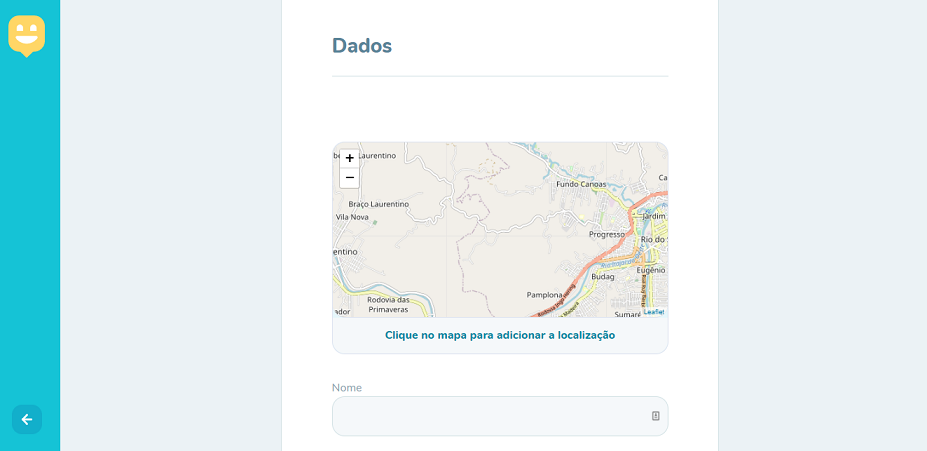 Dados
+
−
Laurentino
Fundo Canoas
Braço Laurentino
Vila Nova
Jardim
Progresso
Rio do S
entino
Eugênio
Budag
Pamplona
Rodovia das
Primaveras
ador
Sumaré
Leaflet
Clique no mapa para adicionar a localização
Nome